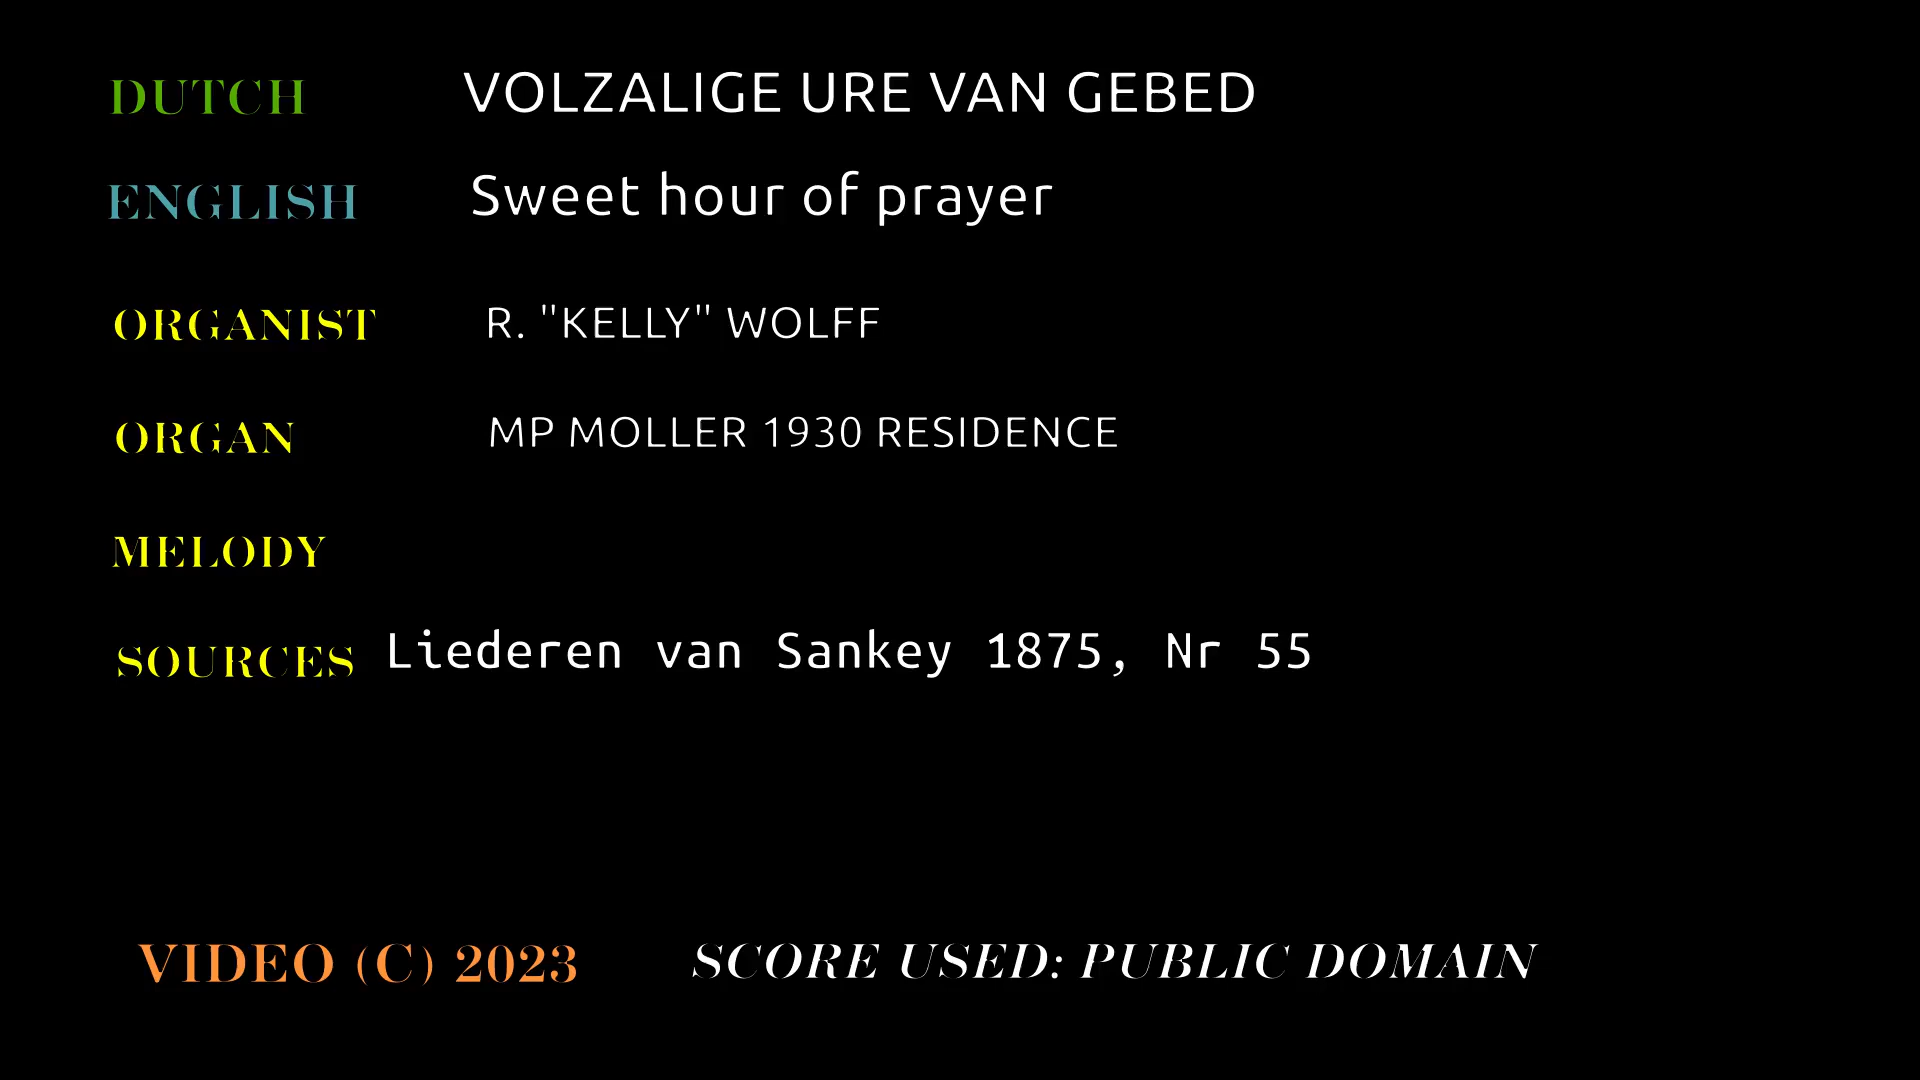 DUTCH VOLZALIGE URE VAN GEBED
ENGLISH Sweet hour of prayer
ORGANIST R. "KELLY" WOLFF
ORGAN MP MOLLER 1930 RESIDENCE
MELODY
SOURCES Liederen van Sankey 1875, Nr 55
VIDEO (C) 2023 SCORE USED: PUBLIC DOMAIN